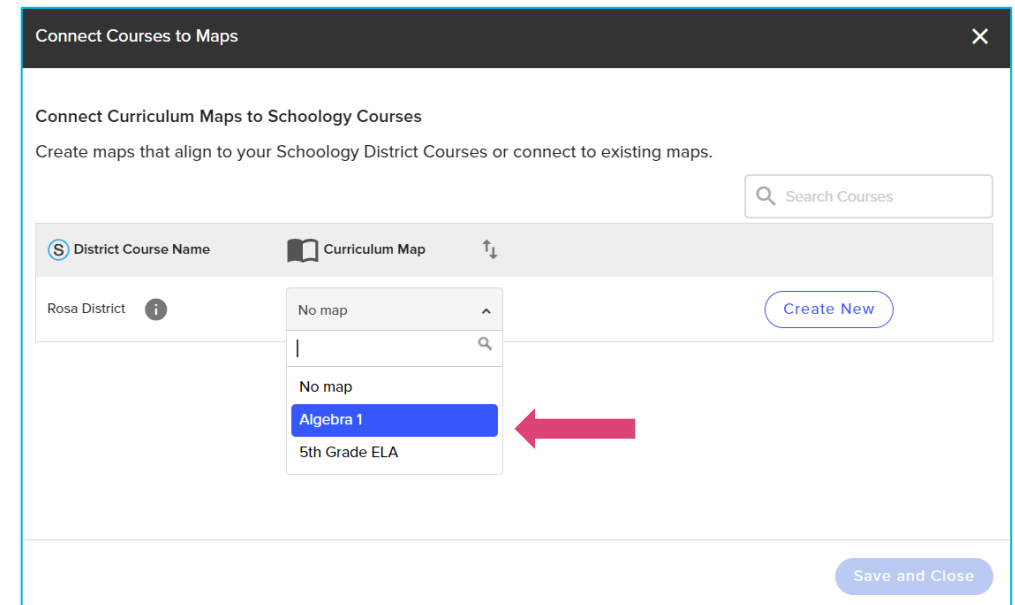 Connect Courses to Maps
Connect Curriculum Maps to Schoology Courses
Create maps that align to your Schoology District Courses or connect to existing maps.
Search Courses
S District Course Name Curriculum Map
Rosa District i No map Create New
No map
Algebra 1
5th Grade ELA
Save and Close